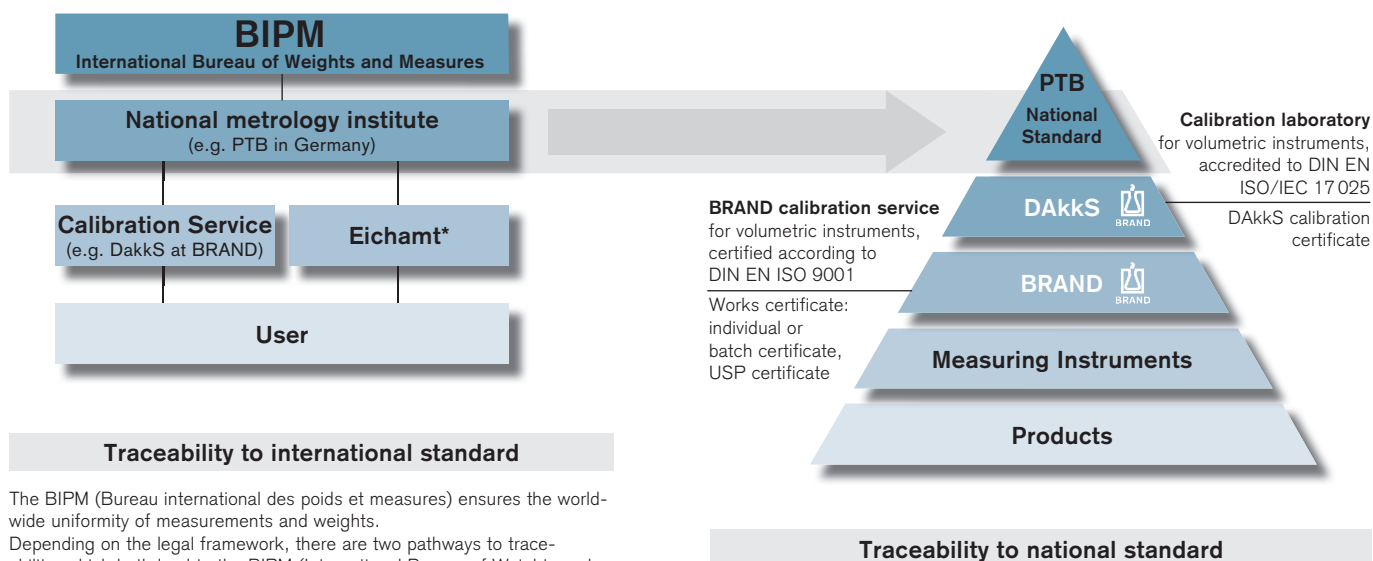 BIPM
International Bureau of Weights and Measures
National metrology institute
(e.g. PTB in Germany)
Calibration Service
(e.g. DakkS at BRAND)
Eichamt*
User
Traceability to international standard
The BIPM (Bureau international des poids et measures) ensures the world-
wide uniformity of measurements and weights.
Depending on the legal framework, there are two pathways to trace-
PTB
National
Standard
Calibration laboratory
for volumetric instruments,
accredited to DIN EN
ISO/IEC 17 025
DAkkS calibration
certificate
DAkkS
BRAND
BRAND calibration service
for volumetric instruments,
certified according to
DIN EN ISO 9001
Works certificate:
individual or
batch certificate,
USP certificate
BRAND
BRAND
Measuring Instruments
Products
Traceability to national standard